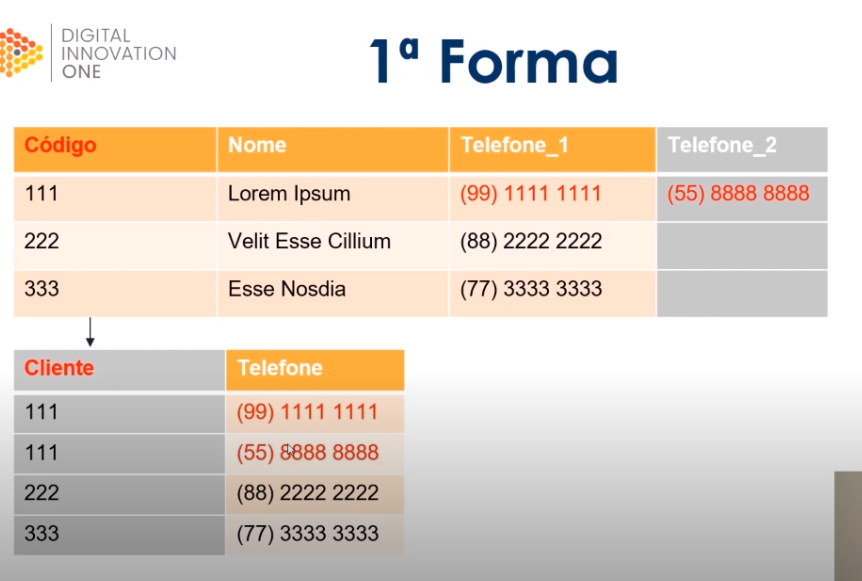 DIGITAL
INNOVATION
ONE
1ª Forma
Código Nome Telefone_1 Telefone_2
111 Lorem Ipsum (99) 1111 1111 (55) 8888 8888
222 Velit Esse Cillium (88) 2222 2222
333 Esse Nosdia (77) 3333 3333
Cliente Telefone
111 (99) 1111 1111
111 (55) 8888 8888
222 (88) 2222 2222
333 (77) 3333 3333